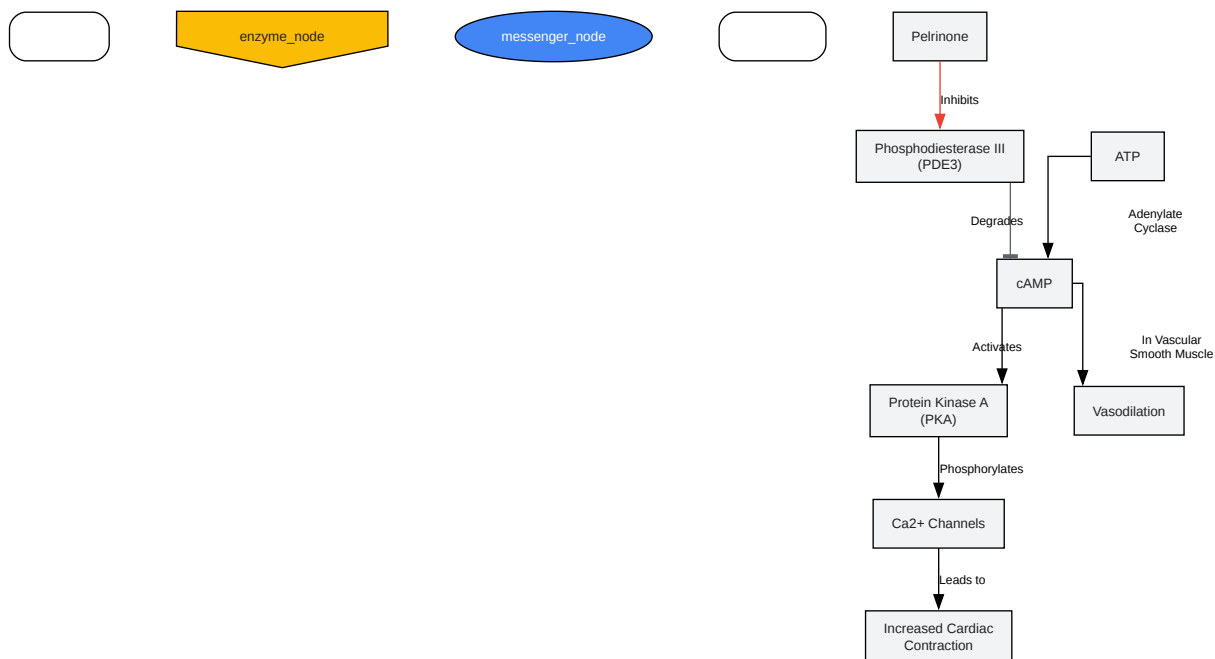 enzyme_node
messenger_node
Pelrinone
Inhibits
Phosphodiesterase III
(PDE3)
ATP
Degrades
Adenylate
Cyclase
cAMP
Activates
In Vascular
Smooth Muscle
Protein Kinase A
(PKA)
Vasodilation
Phosphorylates
Ca2+ Channels
Leads to
Increased Cardiac
Contraction